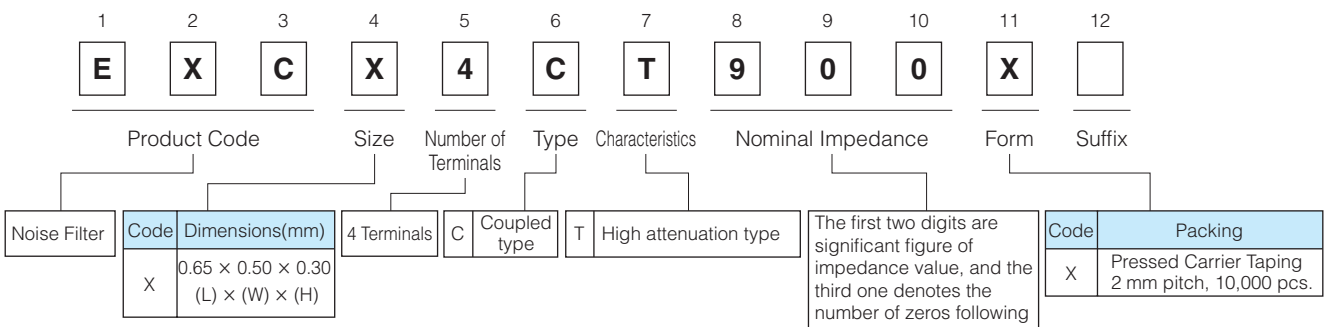 1 2 3 4 5 6 7 8 9 10 11 12
E X C X 4 C T 9 0 0 X
Product Code Size Number of Terminals Type Characteristics Nominal Impedance Form Suffix
Noise Filter
Code Dimensions(mm)
X 0.65 × 0.50 × 0.30
(L) × (W) × (H)
4 Terminals
C Coupled type
T High attenuation type
The first two digits are
significant figure of
impedance value, and the
third one denotes the
number of zeros following
Code Packing
X Pressed Carrier Taping
2 mm pitch, 10,000 pcs.